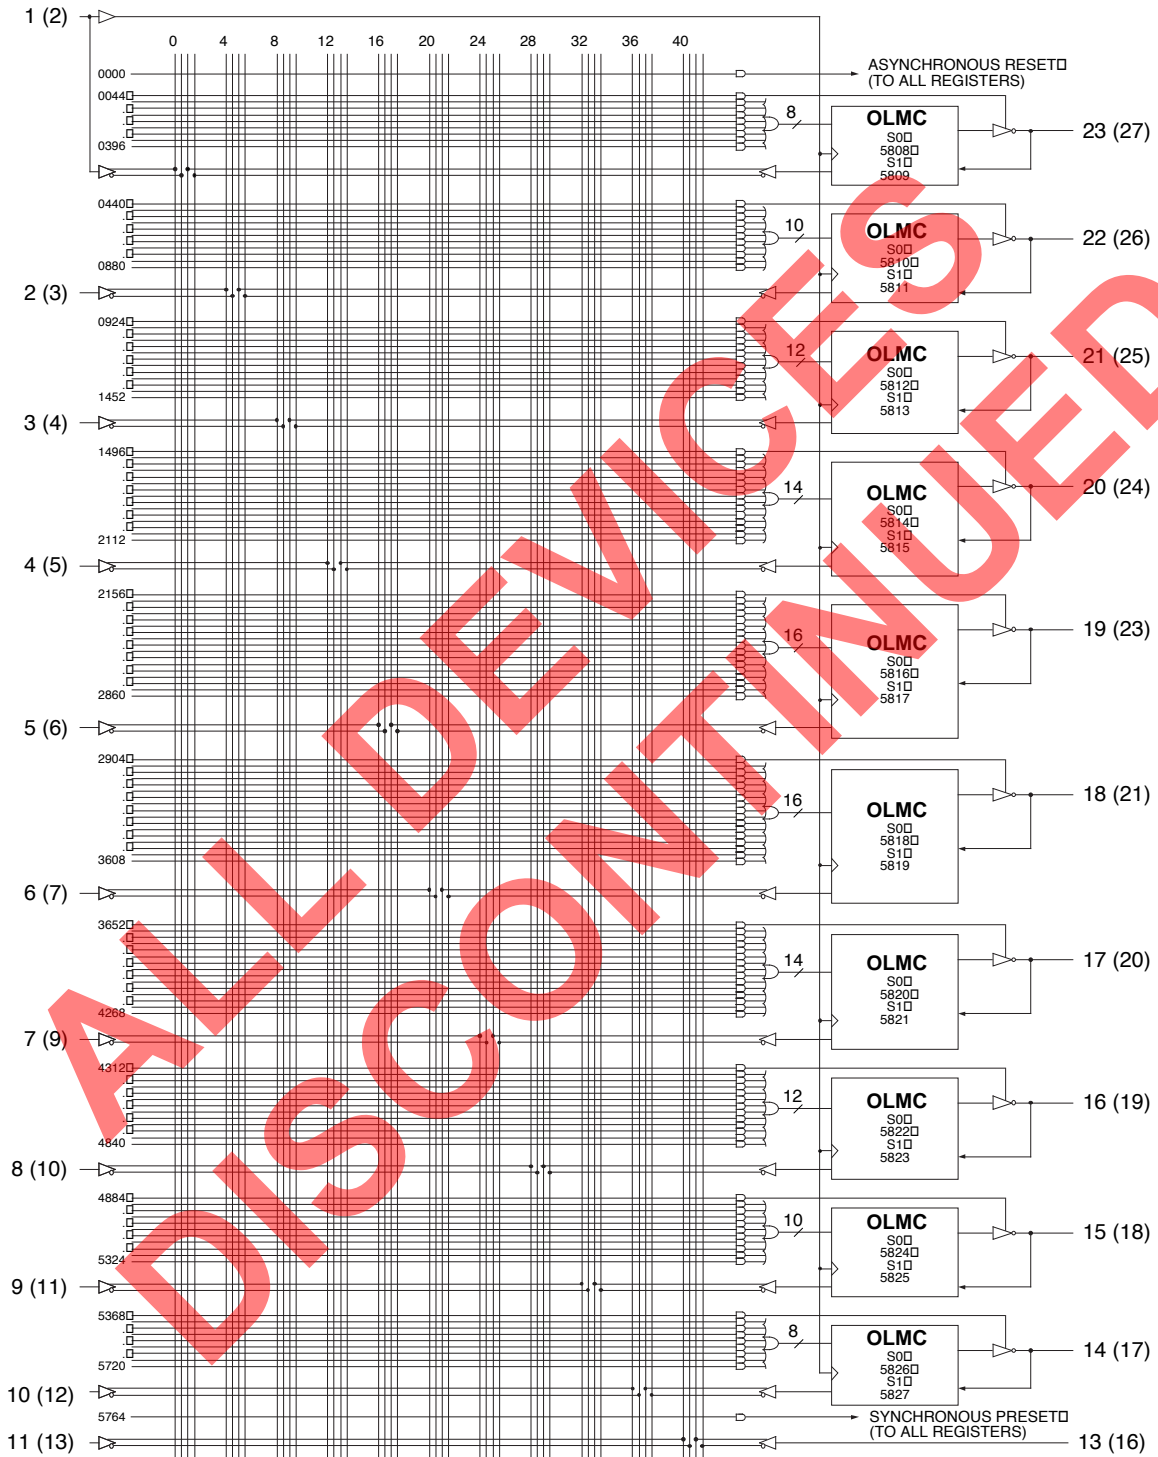 1 (2)
0 4 8 12 16 20 24 28 32 36 40
0000
ASYNCHRONOUS RESET
(TO ALL REGISTERS)
0044
0396
8
OLMC
S0
5808
S1
5809
23 (27)
0440
0880
10
OLMC
S0
5810
S1
5811
22 (26)
2 (3)
0924
1452
12
OLMC
S0
5812
S1
5813
21 (25)
3 (4)
1496
2112
14
OLMC
S0
5814
S1
5815
20 (24)
4 (5)
2156
2860
16
OLMC
S0
5816
S1
5817
19 (23)
5 (6)
2904
3608
16
OLMC
S0
5818
S1
5819
18 (21)
6 (7)
3652
4268
14
OLMC
S0
5820
S1
5821
17 (20)
7 (9)
4312
4840
12
OLMC
S0
5822
S1
5823
16 (19)
8 (10)
4884
5324
10
OLMC
S0
5824
S1
5825
15 (18)
9 (11)
5368
5720
8
OLMC
S0
5826
S1
5827
14 (17)
10 (12)
5764
SYNCHRONOUS PRESET
(TO ALL REGISTERS)
11 (13)
13 (16)
ALL DEVICES
DISCONTINUED